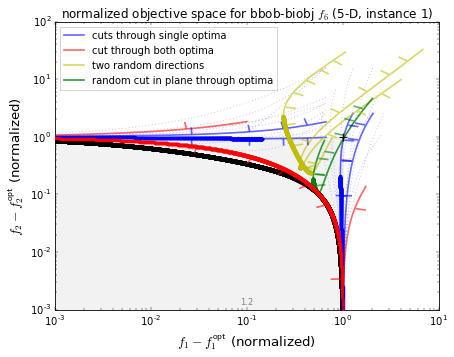 normalized objective space for bbob-biobj f₆ (5-D, instance 1)
cuts through single optima
cut through both optima
two random directions
random cut in plane through optima
10²
10¹
10⁰
10⁻¹
10⁻²
10⁻³
f₂ − f₂ᵒᵖᵗ (normalized)
1.2
10⁻³ 10⁻² 10⁻¹ 10⁰ 10¹
f₁ − f₁ᵒᵖᵗ (normalized)